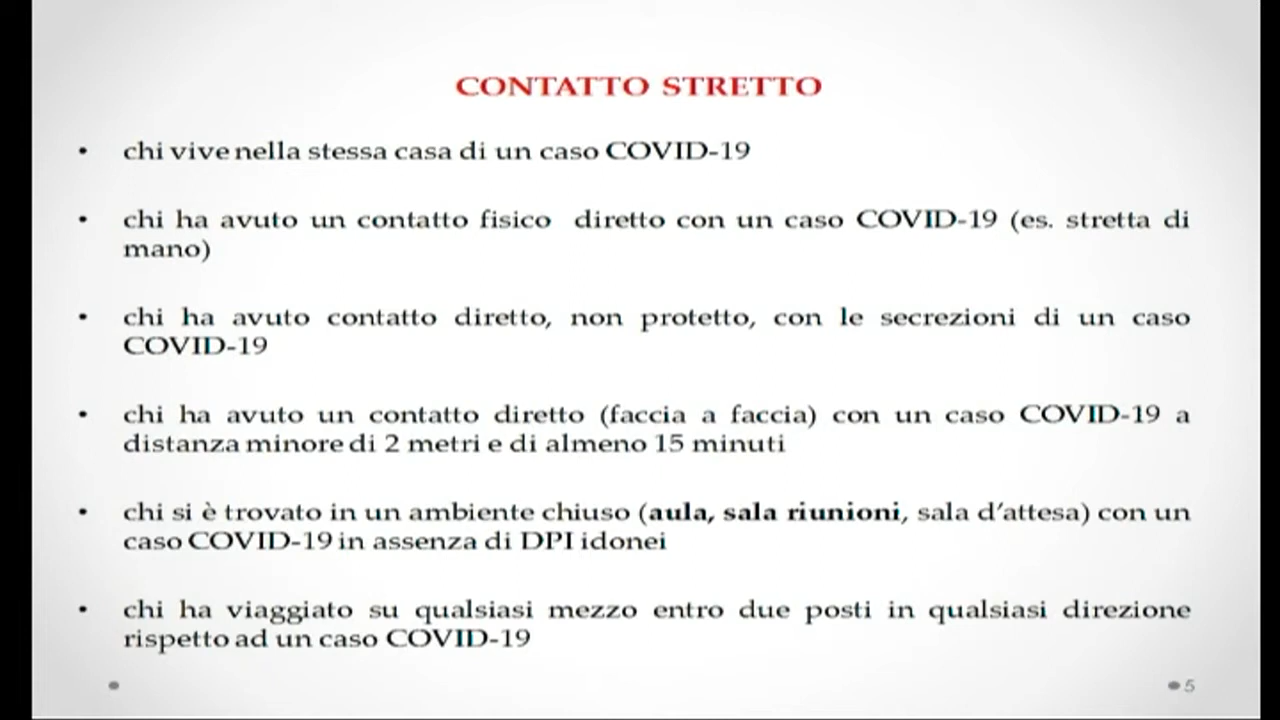 CONTATTO STRETTO
• chi vive nella stessa casa di un caso COVID-19
• chi ha avuto un contatto fisico diretto con un caso COVID-19 (es. stretta di
mano)
• chi ha avuto contatto diretto, non protetto, con le secrezioni di un caso
COVID-19
• chi ha avuto un contatto diretto (faccia a faccia) con un caso COVID-19 a
distanza minore di 2 metri e di almeno 15 minuti
• chi si è trovato in un ambiente chiuso (aula, sala riunioni, sala d’attesa) con un
caso COVID-19 in assenza di DPI idonei
• chi ha viaggiato su qualsiasi mezzo entro due posti in qualsiasi direzione
rispetto ad un caso COVID-19
5